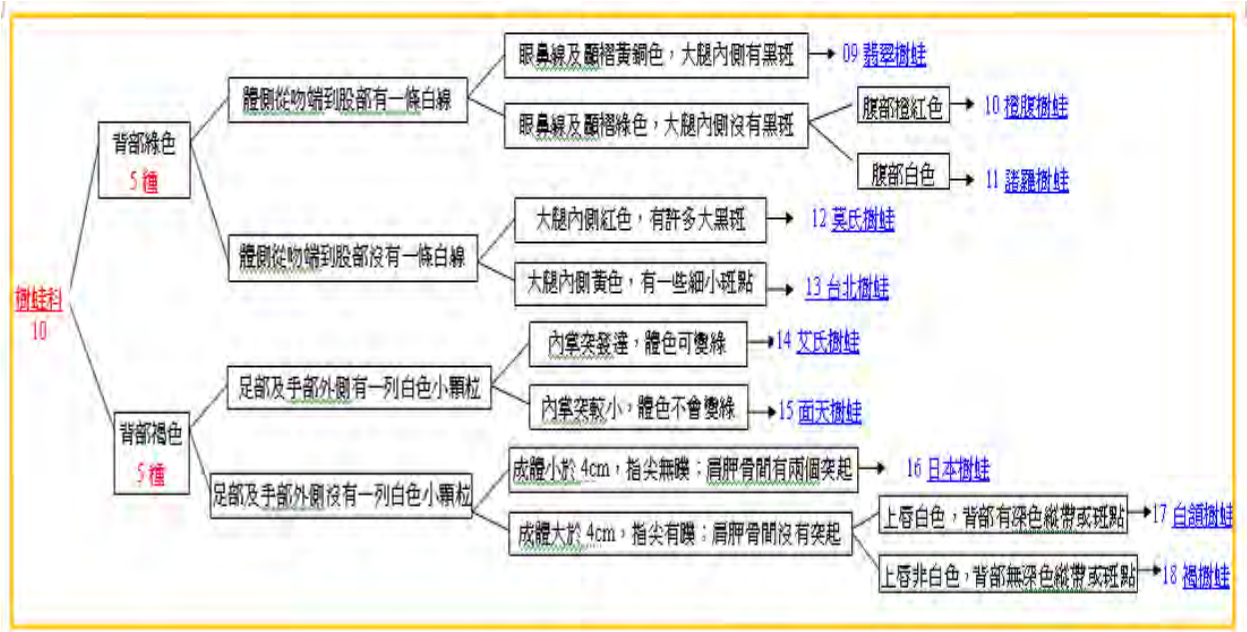 樹蛙科
10
背部綠色
5 種
體側從吻端到股部有一條白線
眼鼻線及顳褶黃銅色，大腿內側有黑斑
09 翡翠樹蛙
眼鼻線及顳褶綠色，大腿內側沒有黑斑
腹部橙紅色
10 橙腹樹蛙
腹部白色
11 諸羅樹蛙
體側從吻端到股部沒有一條白線
大腿內側紅色，有許多大黑斑
12 莫氏樹蛙
大腿內側黃色，有一些細小斑點
13 台北樹蛙
背部褐色
5 種
足部及手部外側有一列白色小顆粒
內掌突發達，體色可變綠
14 艾氏樹蛙
內掌突較小，體色不會變綠
15 面天樹蛙
足部及手部外側沒有一列白色小顆粒
成體小於 4cm，指尖無蹼；肩胛骨間有兩個突起
16 日本樹蛙
成體大於 4cm，指尖有蹼；肩胛骨間沒有突起
上唇白色，背部有深色縱帶或斑點
17 白頷樹蛙
上唇非白色，背部無深色縱帶或斑點
18 褐樹蛙